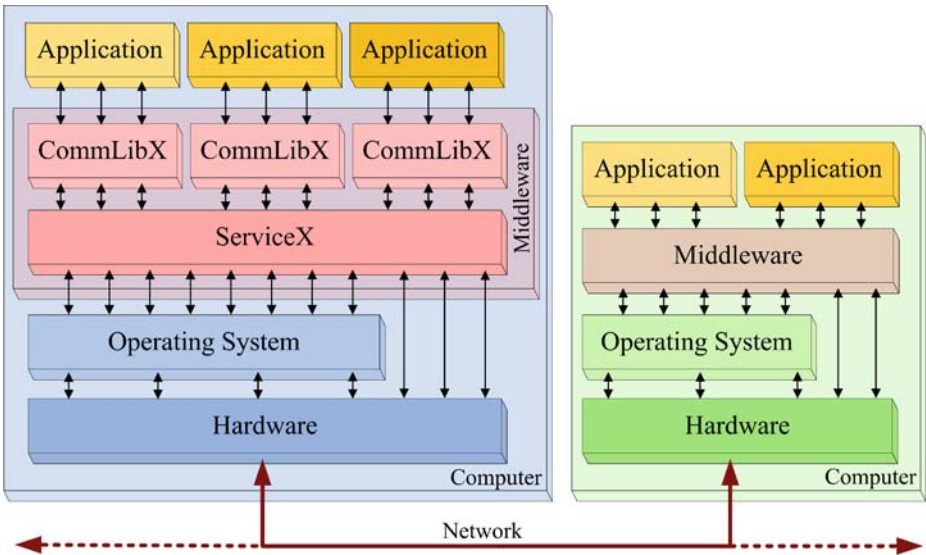 Application
Application
Application
CommLibX
CommLibX
CommLibX
Middleware
ServiceX
Operating System
Hardware
Computer
Application
Application
Middleware
Operating System
Hardware
Computer
Network